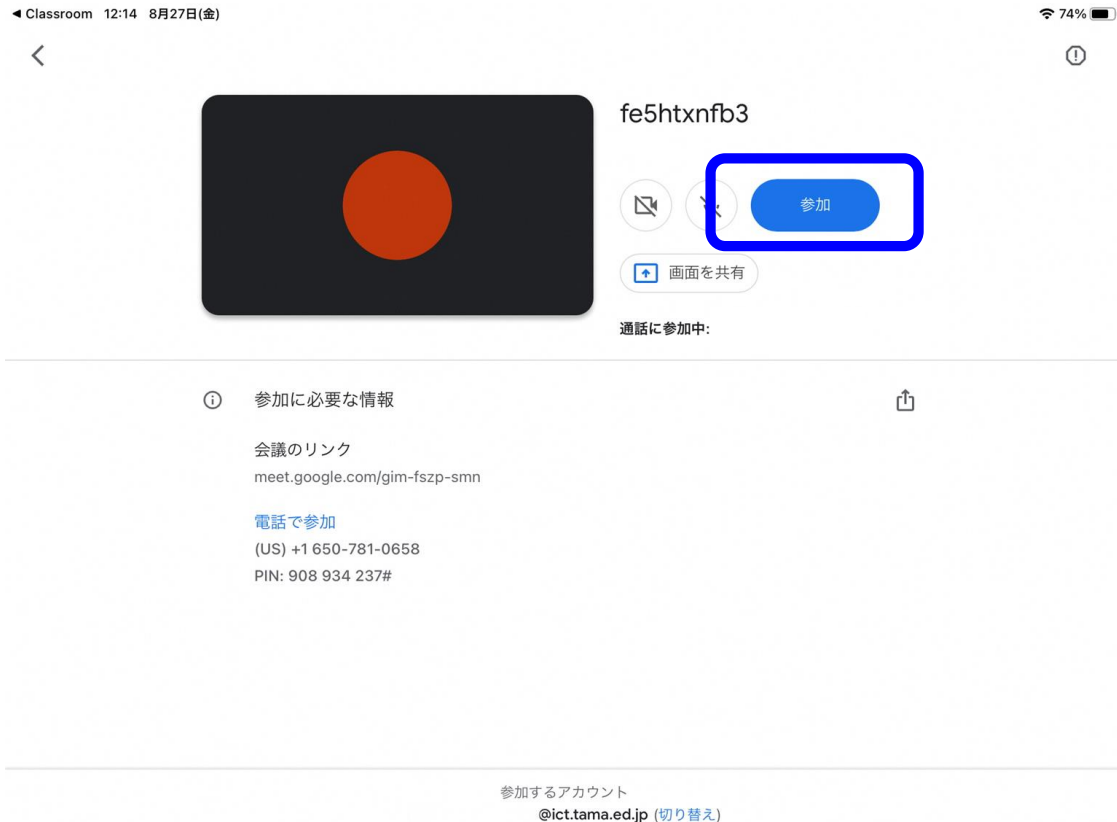 ◀ Classroom 12:14 8月27日(金) 74%
fe5htxnfb3
参加
画面を共有
通話に参加中:
参加に必要な情報
会議のリンク
meet.google.com/gim-fszp-smn
電話で参加
(US) +1 650-781-0658
PIN: 908 934 237#
参加するアカウント
@ict.tama.ed.jp (切り替え)